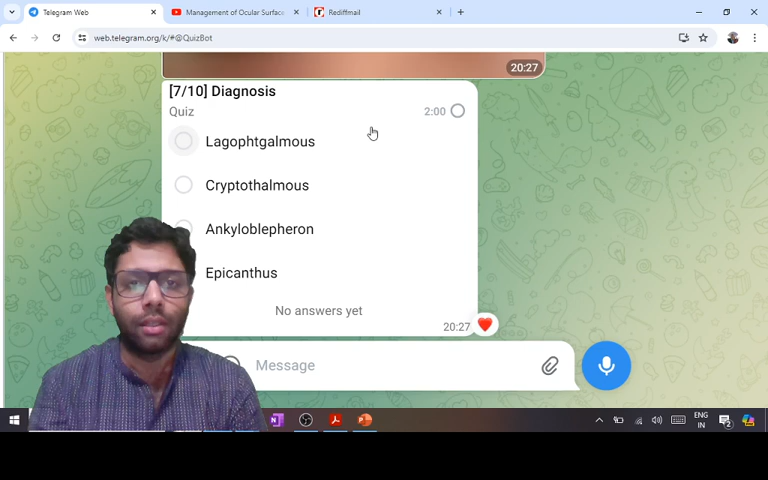 Telegram Web
Management of Ocular Surface
Rediffmail
web.telegram.org/k/#@QuizBot
20:27
[7/10] Diagnosis
Quiz
2:00
Lagophtgalmous
Cryptothalmous
Ankyloblepheron
Epicanthus
No answers yet
20:27
Message
ENG
IN
2